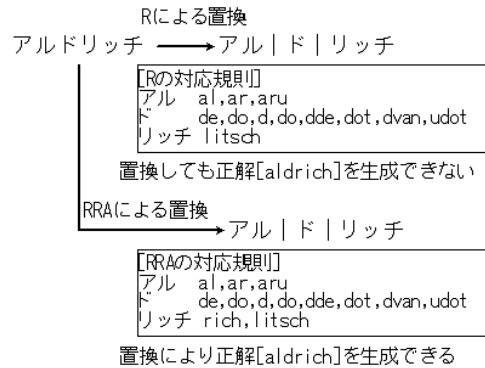 Rによる置換
アルドリッチ → アル | ド | リッチ
[Rの対応規則]
アル al,ar,aru
ド de,do,d,do,dde,dot,dvan,udot
リッチ litsch
置換しても正解[aldrich]を生成できない
RRAによる置換
アル | ド | リッチ
[RRAの対応規則]
アル al,ar,aru
ド de,do,d,do,dde,dot,dvan,udot
リッチ rich,litsch
置換により正解[aldrich]を生成できる